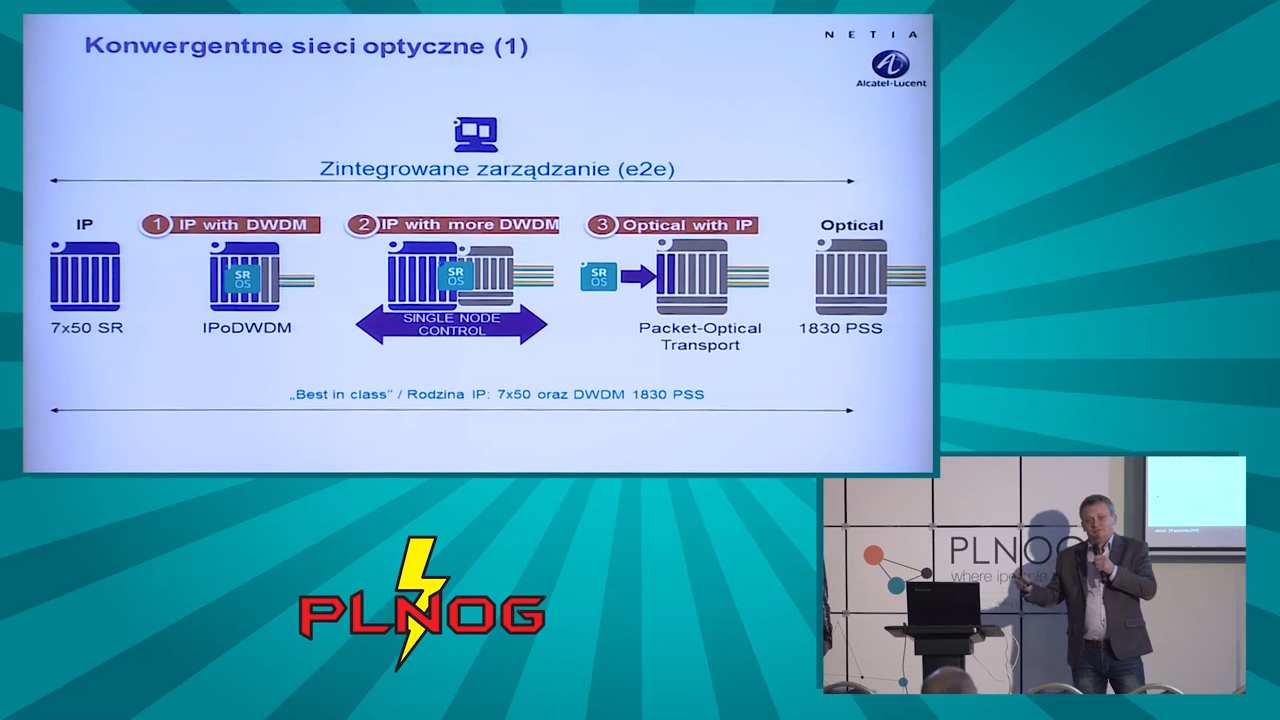 Konwergentne sieci optyczne (1)
NETIA
Alcatel·Lucent
Zintegrowane zarządzanie (e2e)
IP
1 IP with DWDM
2 IP with more DWDM
3 Optical with IP
Optical
SR OS
SR OS
SR OS
SINGLE NODE
CONTROL
7x50 SR
IPoDWDM
Packet-Optical
Transport
1830 PSS
„Best in class” / Rodzina IP: 7x50 oraz DWDM 1830 PSS
PLNOG
PLNOG
where